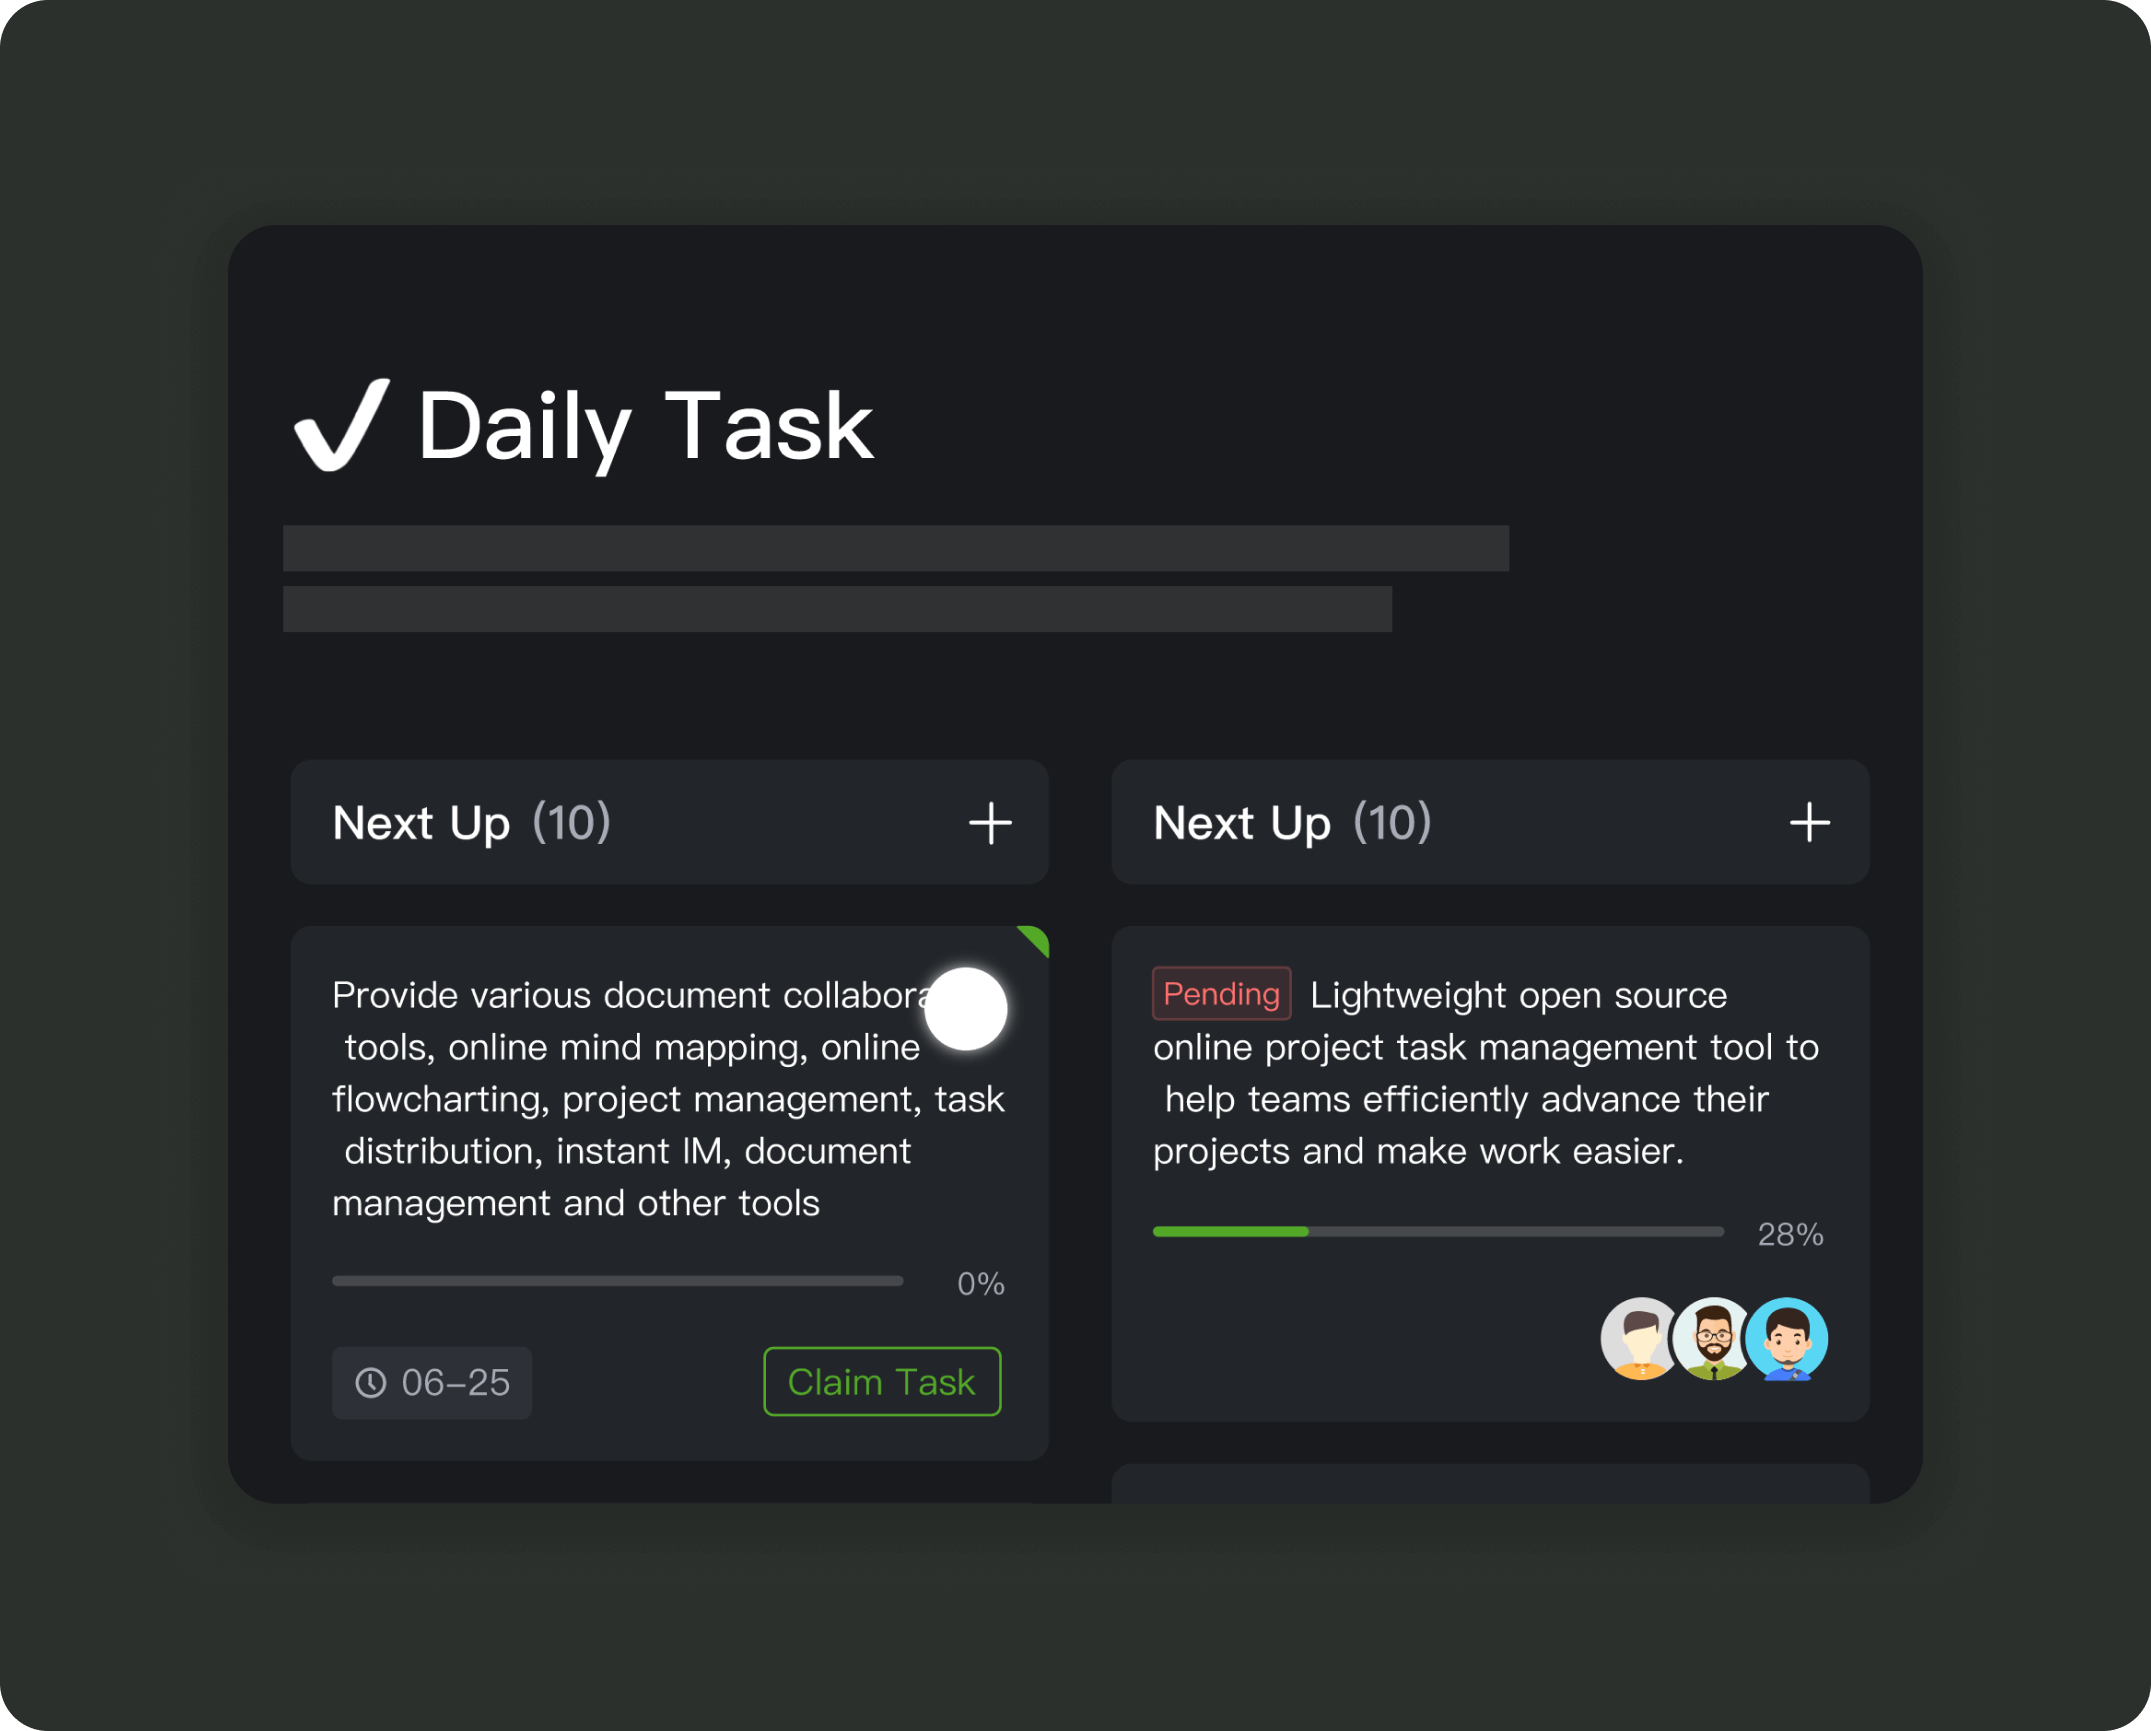 Daily Task
Next Up (10)
Provide various document
tools, online mind mapping, online
flowcharting, project management, task
distribution, instant IM, document
management and other tools
0%
06-25
Claim Task
Next Up (10)
Pending Lightweight open source
online project task management tool to
help teams efficiently advance their
projects and make work easier.
28%